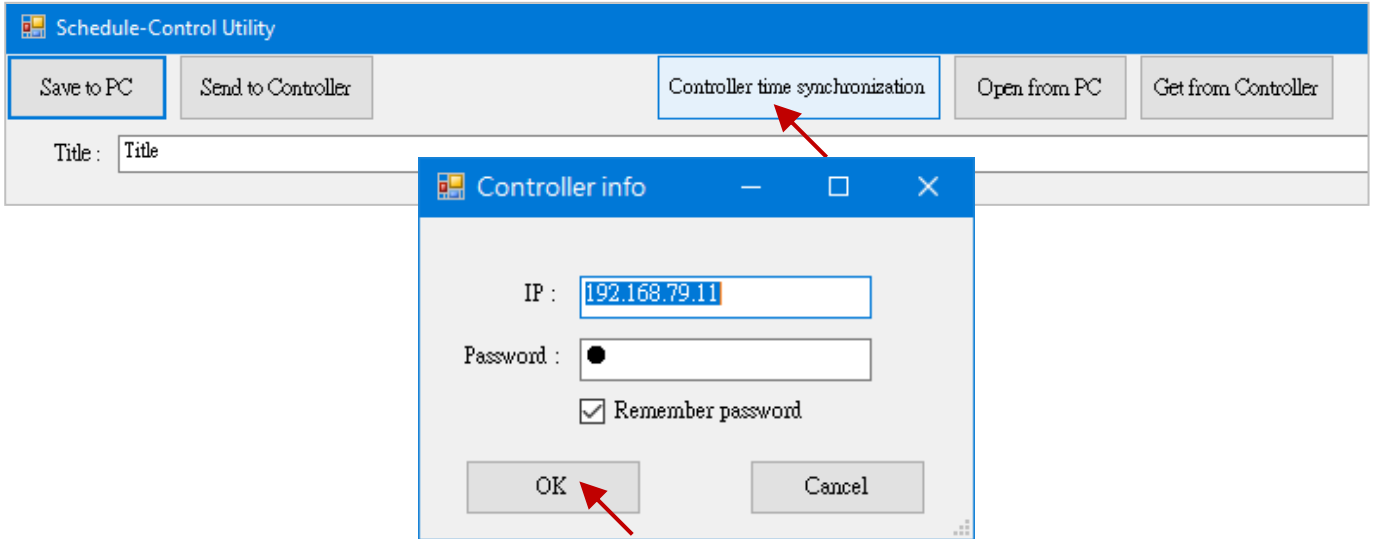 Schedule-Control Utility
Save to PC Send to Controller Controller time synchronization Open from PC Get from Controller
Title : Title
Controller info
IP : 192.168.79.11
Password :
Remember password
OK Cancel